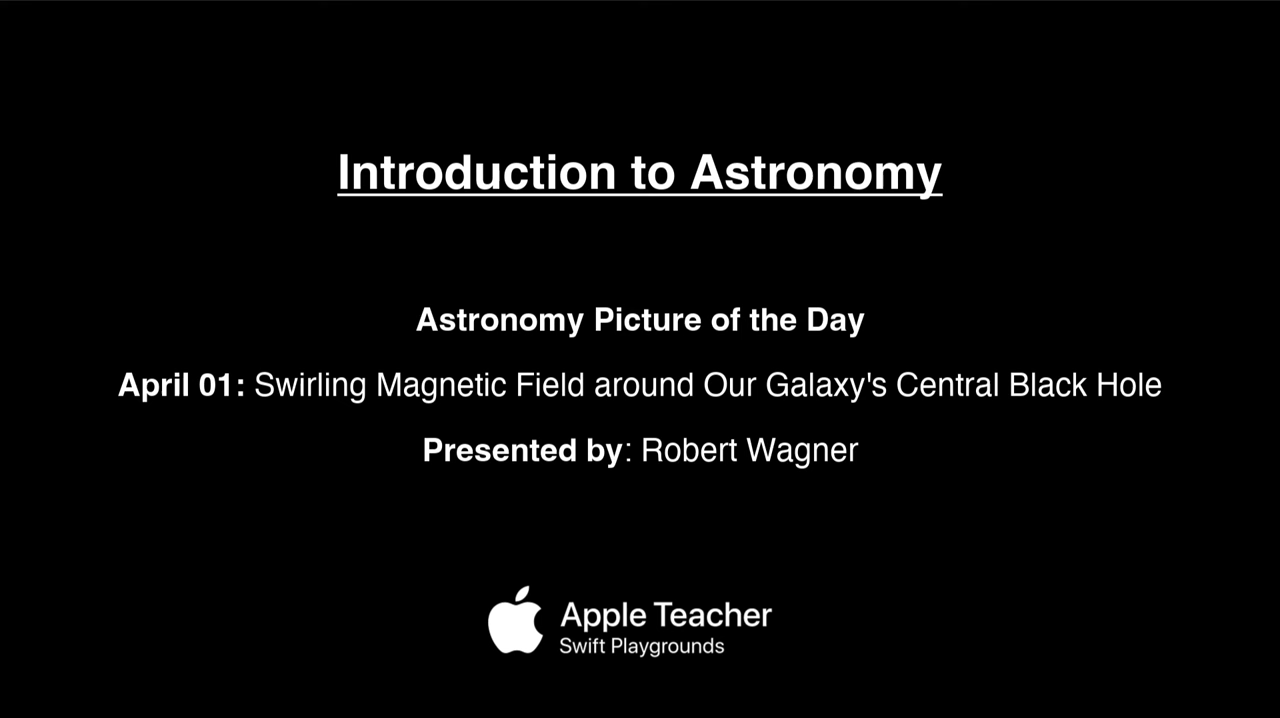 Introduction to Astronomy
Astronomy Picture of the Day
April 01: Swirling Magnetic Field around Our Galaxy's Central Black Hole
Presented by: Robert Wagner
Apple Teacher
Swift Playgrounds